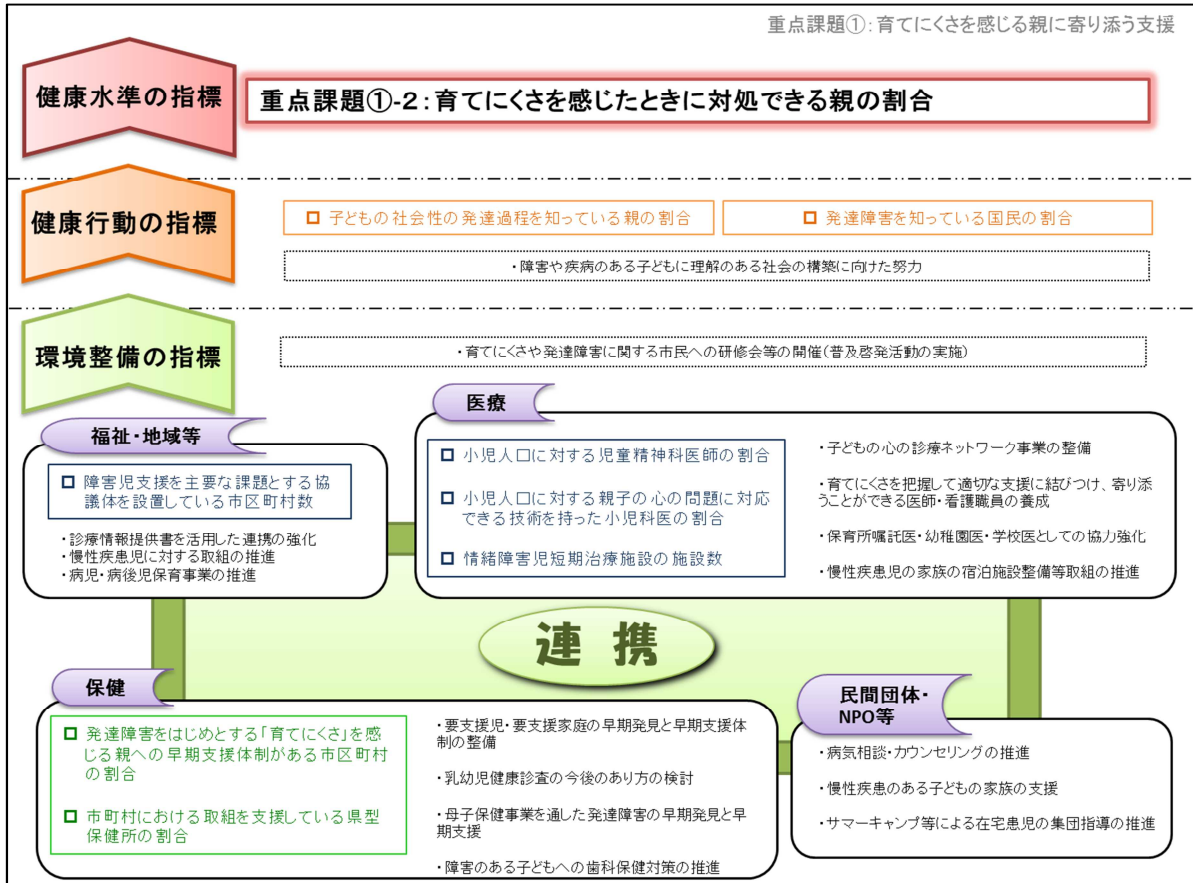 重点課題①:育てにくさを感じる親に寄り添う支援
健康水準の指標
重点課題①-2:育てにくさを感じたときに対処できる親の割合
健康行動の指標
□ 子どもの社会性の発達過程を知っている親の割合
□ 発達障害を知っている国民の割合
・障害や疾病のある子どもに理解のある社会の構築に向けた努力
環境整備の指標
・育てにくさや発達障害に関する市民への研修会等の開催(普及啓発活動の実施)
福祉・地域等
□ 障害児支援を主要な課題とする協
議体を設置している市区町村数
・診療情報提供書を活用した連携の強化
・慢性疾患児に対する取組の推進
・病児・病後児保育事業の推進
医療
□ 小児人口に対する児童精神科医師の割合
□ 小児人口に対する親子の心の問題に対応
できる技術を持った小児科医の割合
□ 情緒障害児短期治療施設の施設数
・子どもの心の診療ネットワーク事業の整備
・育てにくさを把握して適切な支援に結びつけ、寄り添
うことができる医師・看護職員の養成
・保育所嘱託医・幼稚園医・学校医としての協力強化
・慢性疾患児の家族の宿泊施設整備等取組の推進
連携
保健
□ 発達障害をはじめとする「育てにくさ」を感
じる親への早期支援体制がある市区町村
の割合
□ 市町村における取組を支援している県型
保健所の割合
・要支援児・要支援家庭の早期発見と早期支援体
制の整備
・乳幼児健康診査の今後のあり方の検討
・母子保健事業を通した発達障害の早期発見と早
期支援
・障害のある子どもへの歯科保健対策の推進
民間団体・
NPO等
・病気相談・カウンセリングの推進
・慢性疾患のある子どもの家族の支援
・サマーキャンプ等による在宅患児の集団指導の推進